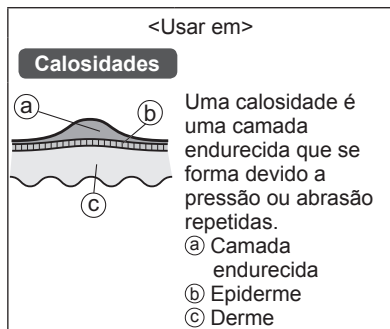 <Usar em>
Calosidades
ⓐ
ⓑ
ⓒ
Uma calosidade é
uma camada
endurecida que se
forma devido a
pressão ou abrasão
repetidas.
ⓐ Camada
endurecida
ⓑ Epiderme
ⓒ Derme